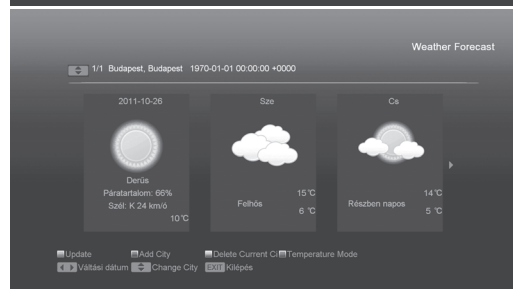 Weather Forecast
1/1 Budapest, Budapest 1970-01-01 00:00:00 +0000
2011-10-26 Sze Cs
Derűs
Páratartalom: 66%
Szél: K 24 km/ó
10°C
Felhős
15°C
6 °C
Részben napos
14°C
5 °C
Update Add City Delete Current Ci Temperature Mode
Váltási dátum Change City EXIT Kilépés